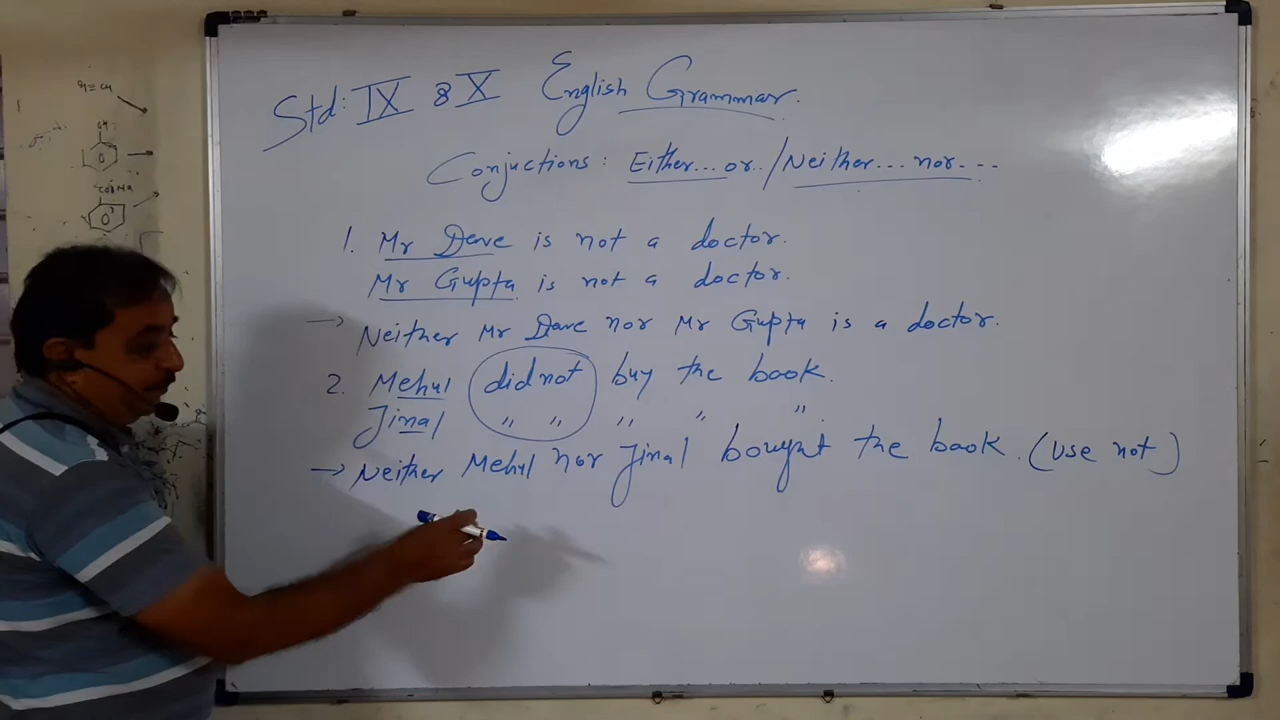 Std: IX & X English Grammar.
Conjuctions: Either...or../Neither...nor...
1. Mr Dave is not a doctor.
Mr Gupta is not a doctor.
→ Neither Mr Dave nor Mr Gupta is a doctor.
2. Mehul did not buy the book.
Jinal " " " " "
→ Neither Mehul nor Jinal bought the book. (Use not)